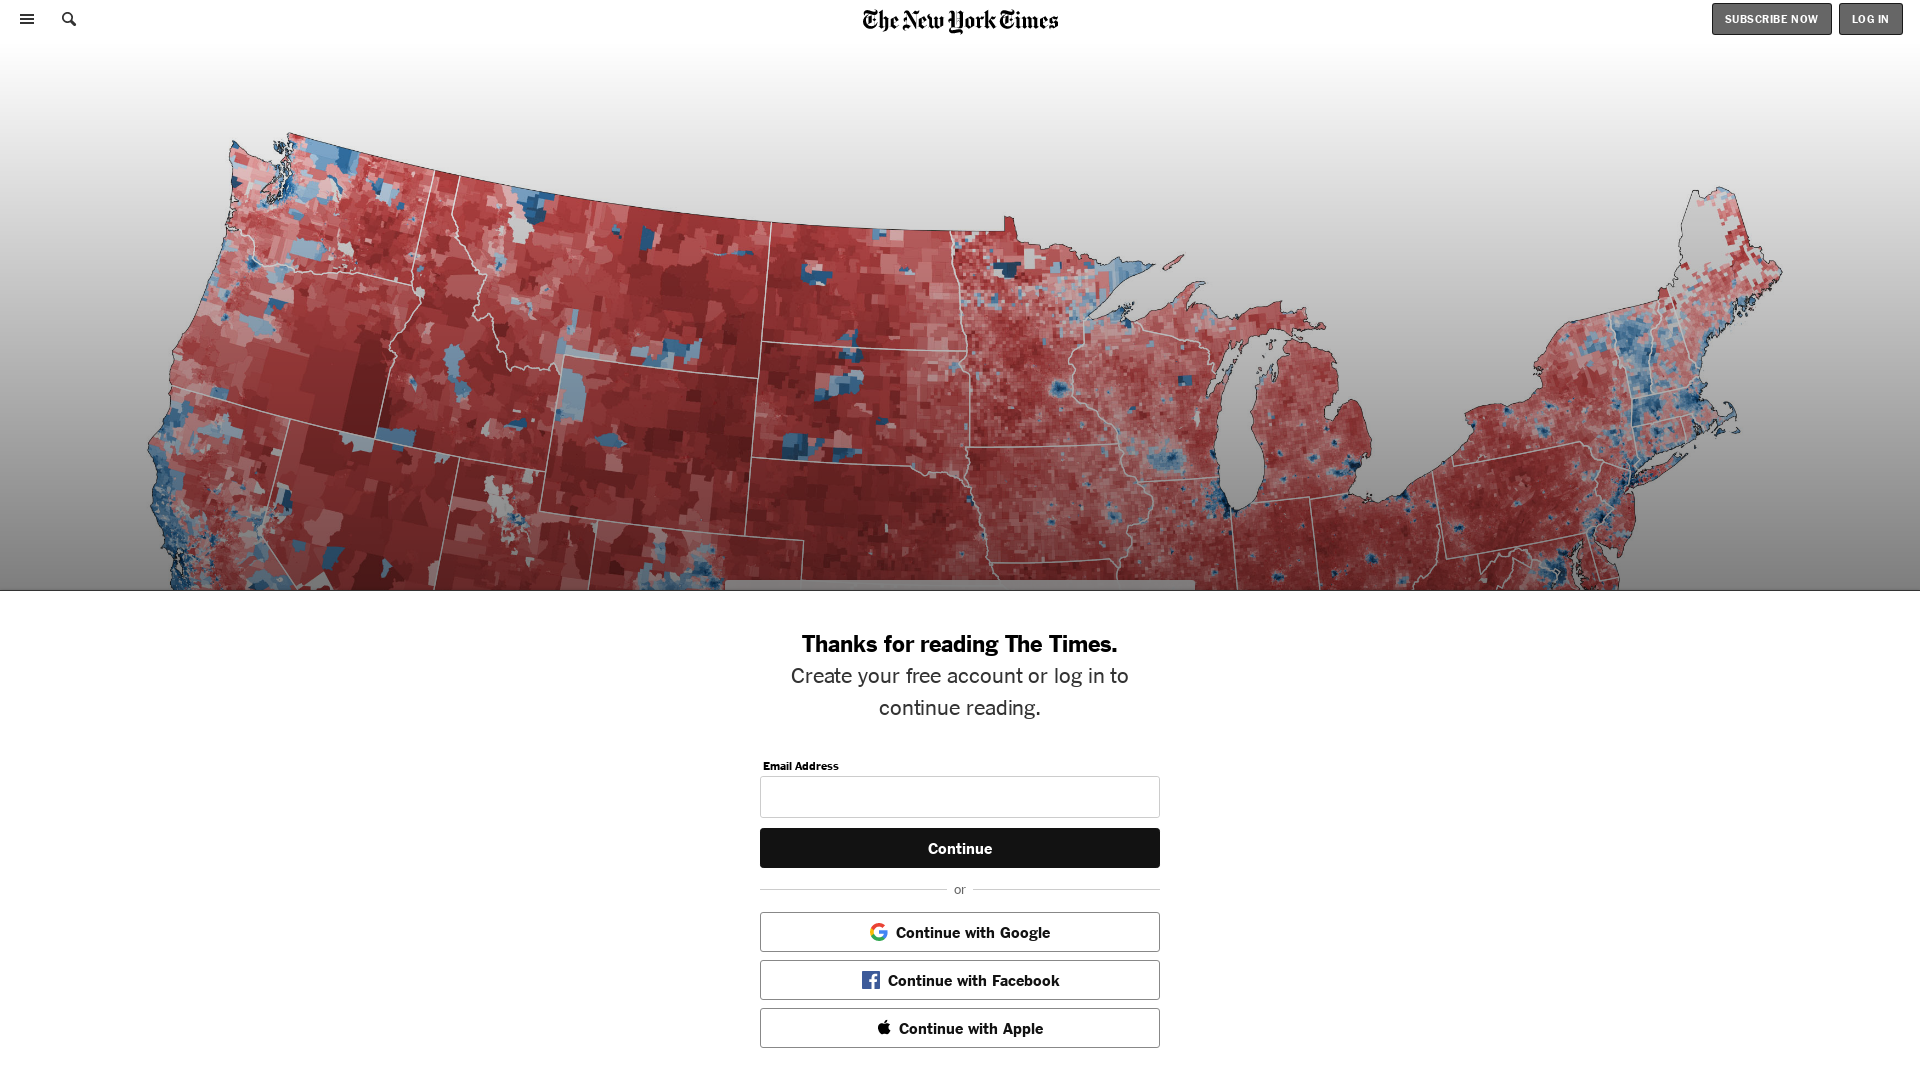 The New York Times
SUBSCRIBE NOW
LOG IN
Thanks for reading The Times.
Create your free account or log in to
continue reading.
Email Address
Continue
or
Continue with Google
Continue with Facebook
Continue with Apple